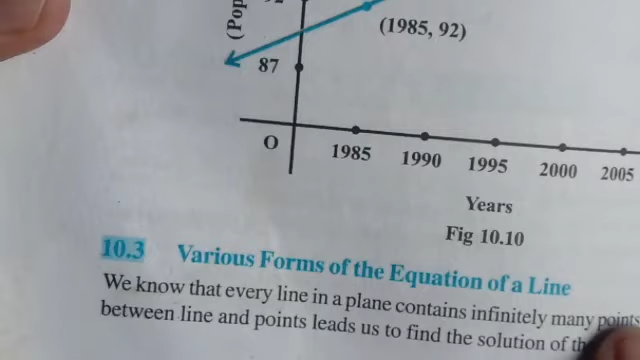 (Pop
(1985, 92)
87
O
1985 1990 1995 2000 2005
Years
Fig 10.10
10.3 Various Forms of the Equation of a Line
We know that every line in a plane contains infinitely many points
between line and points leads us to find the solution of